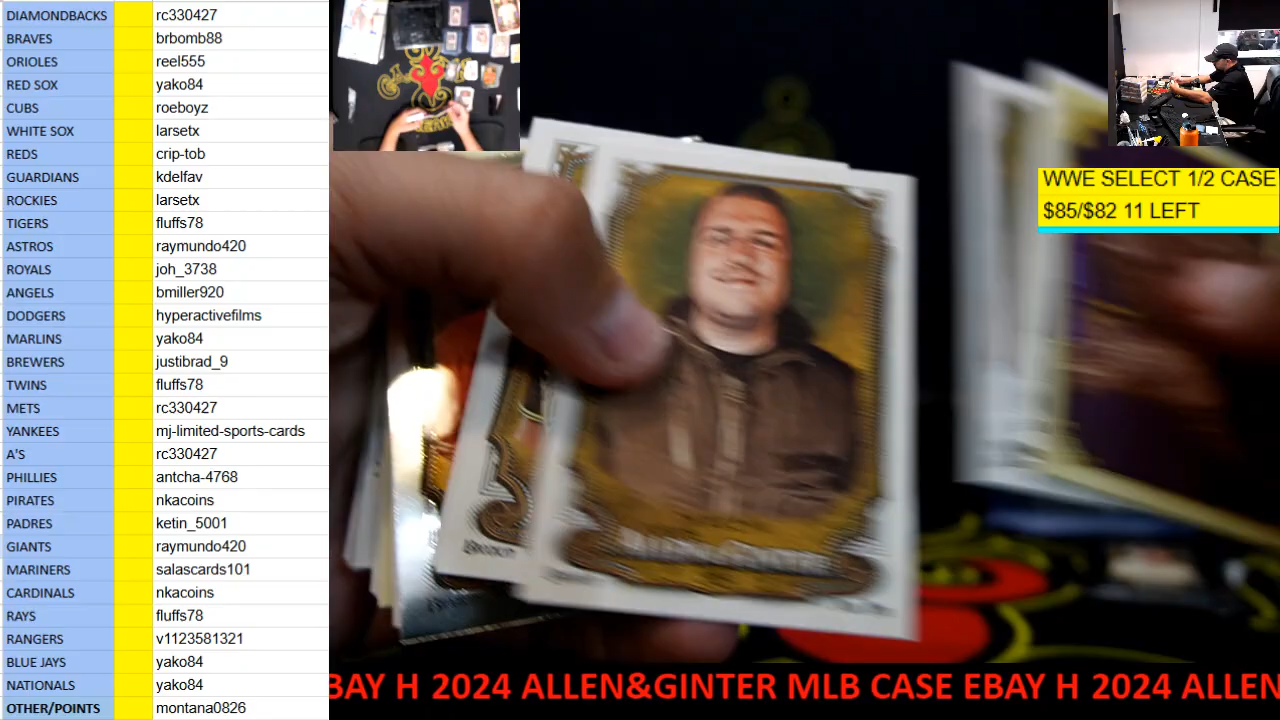 DIAMONDBACKS rc330427
BRAVES brbomb88
ORIOLES reel555
RED SOX yako84
CUBS roeboyz
WHITE SOX larsetx
REDS crip-tob
GUARDIANS kdelfav
ROCKIES larsetx
TIGERS fluffs78
ASTROS raymundo420
ROYALS joh_3738
ANGELS bmiller920
DODGERS hyperactivefilms
MARLINS yako84
BREWERS justibrad_9
TWINS fluffs78
METS rc330427
YANKEES mj-limited-sports-cards
A'S rc330427
PHILLIES antcha-4768
PIRATES nkacoins
PADRES ketin_5001
GIANTS raymundo420
MARINERS salascards101
CARDINALS nkacoins
RAYS fluffs78
RANGERS v1123581321
BLUE JAYS yako84
NATIONALS yako84
OTHER/POINTS montana0826
WWE SELECT 1/2 CASE
$85/$82 11 LEFT
BAY H 2024 ALLEN&GINTER MLB CASE EBAY H 2024 ALLEN